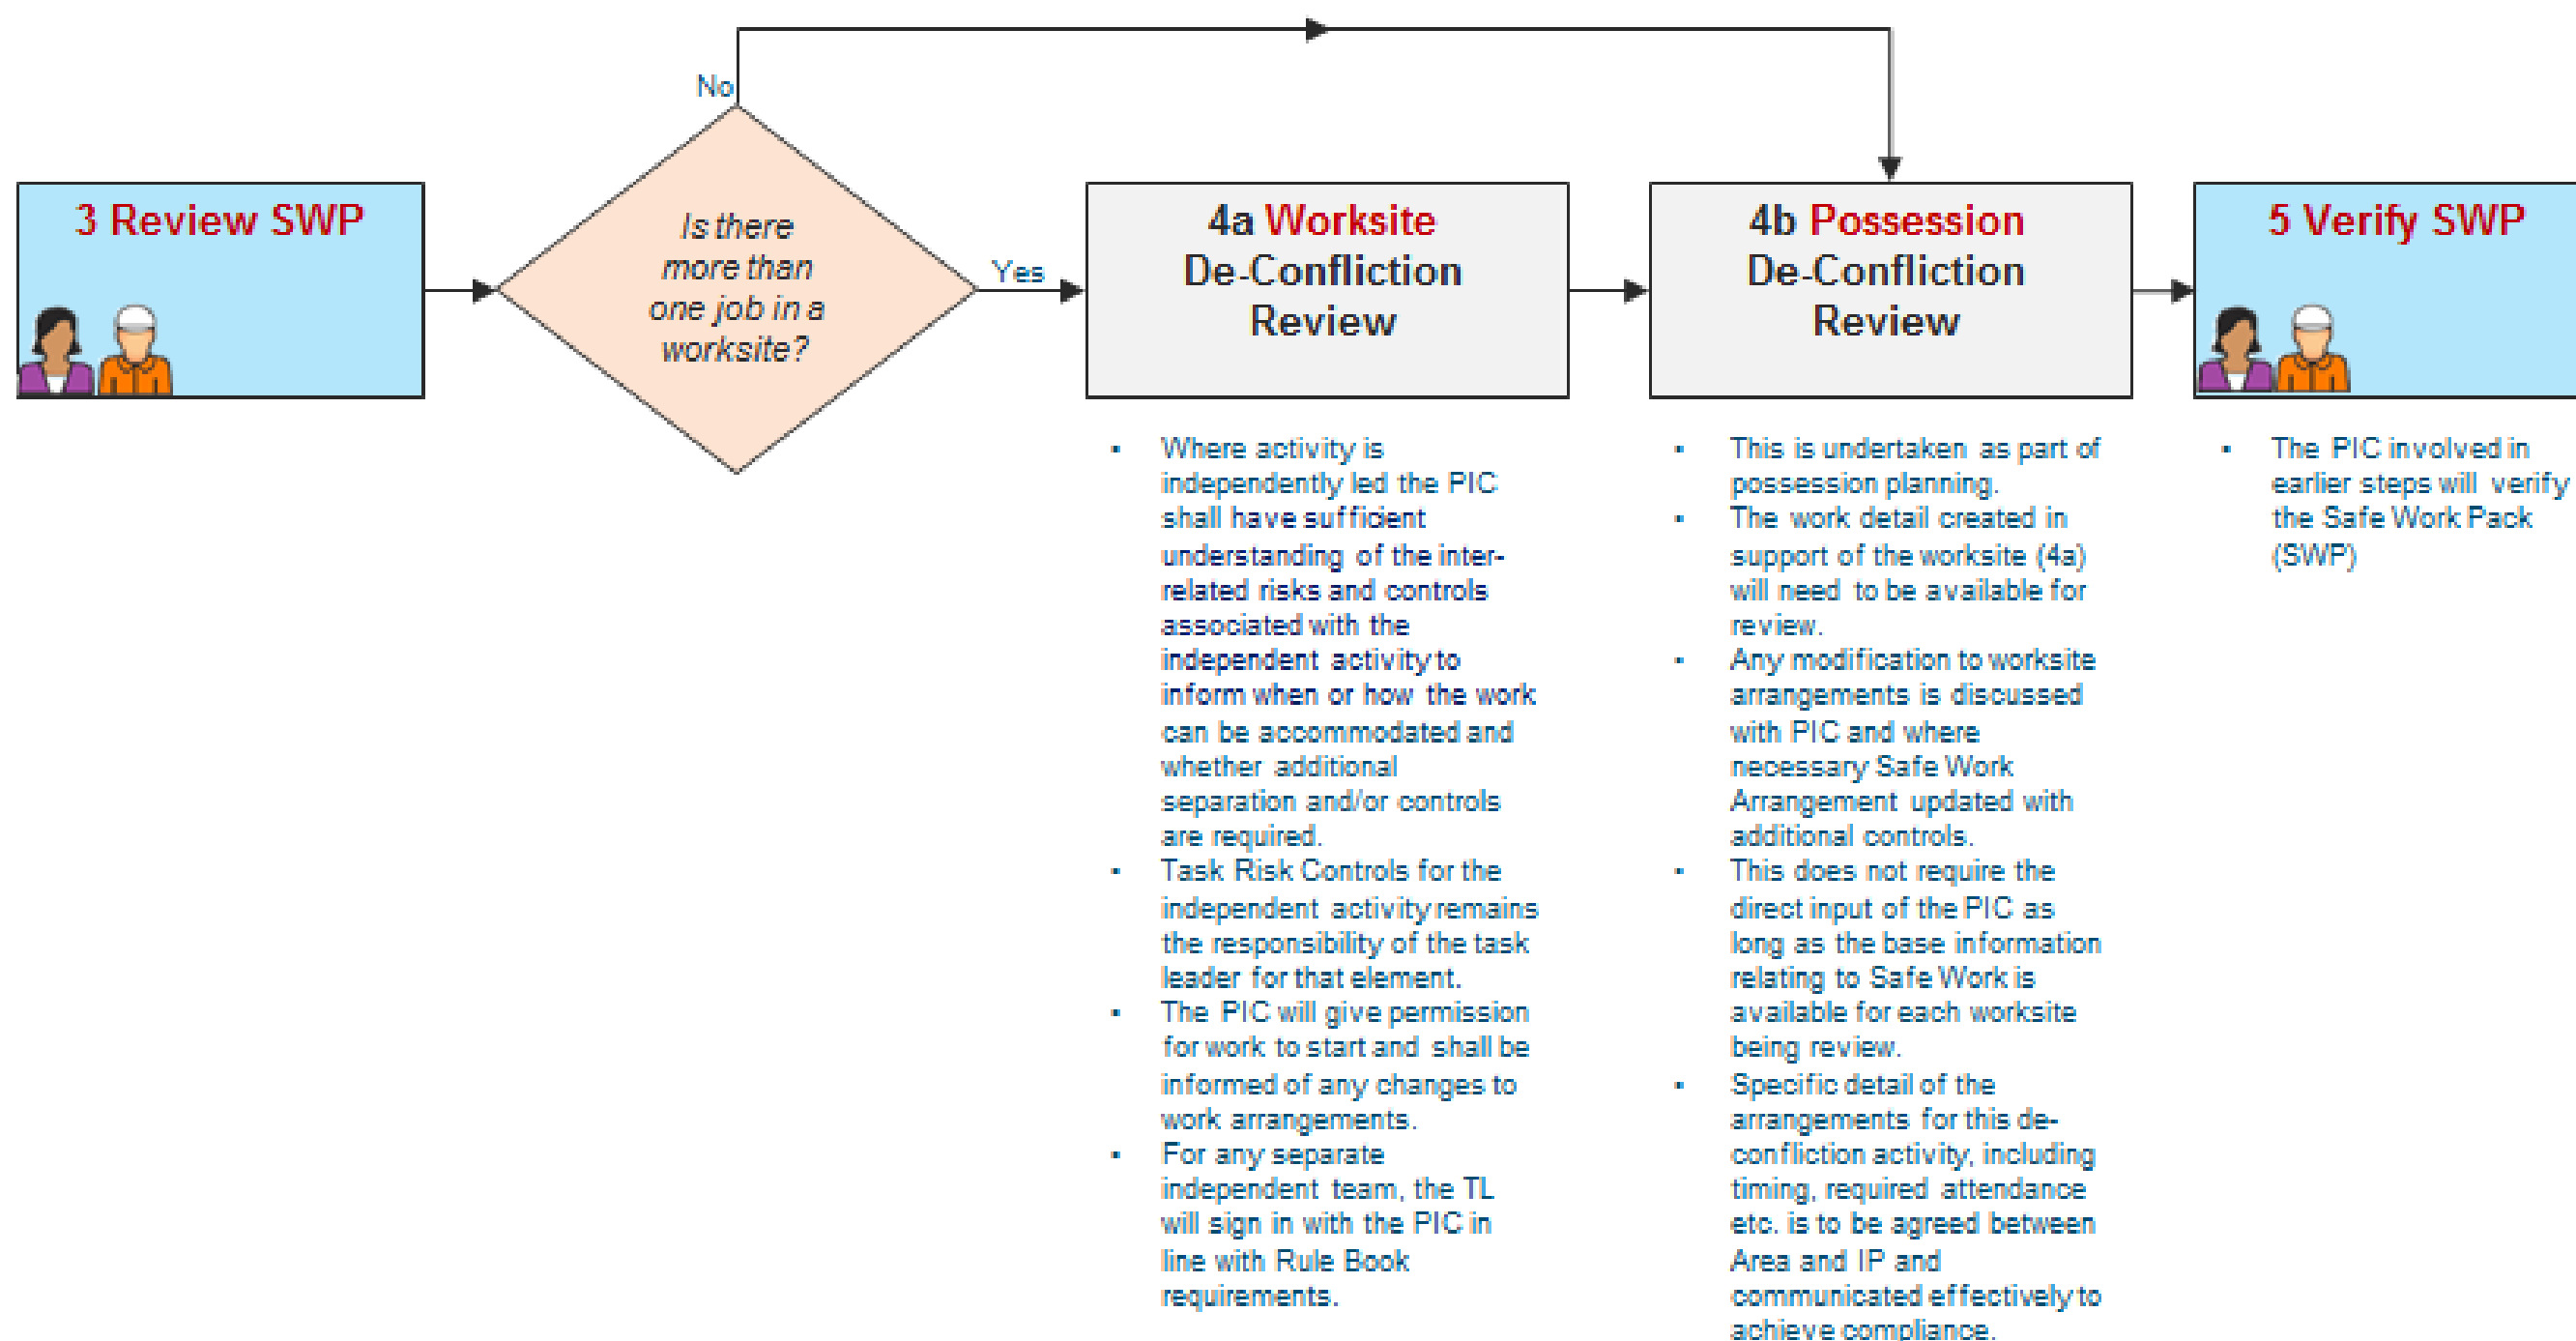 No
3 Review SWP
Is there
more than
one job in a
worksite?
Yes
4a Worksite
De-Confliction
Review
4b Possession
De-Confliction
Review
5 Verify SWP
▪ Where activity is
independently led the PIC
shall have sufficient
understanding of the inter-
related risks and controls
associated with the
independent activity to
inform when or how the work
can be accommodated and
whether additional
separation and/or controls
are required.
▪ Task Risk Controls for the
independent activity remains
the responsibility of the task
leader for that element.
▪ The PIC will give permission
for work to start and shall be
informed of any changes to
work arrangements.
▪ For any separate
independent team, the TL
will sign in with the PIC in
line with Rule Book
requirements.
▪ This is undertaken as part of
possession planning.
▪ The work detail created in
support of the worksite (4a)
will need to be available for
review.
▪ Any modification to worksite
arrangements is discussed
with PIC and where
necessary Safe Work
Arrangement updated with
additional controls.
▪ This does not require the
direct input of the PIC as
long as the base information
relating to Safe Work is
available for each worksite
being review.
▪ Specific detail of the
arrangements for this de-
confliction activity, including
timing, required attendance
etc. is to be agreed between
Area and IP and
communicated effectively to
achieve compliance.
▪ The PIC involved in
earlier steps will verify
the Safe Work Pack
(SWP)